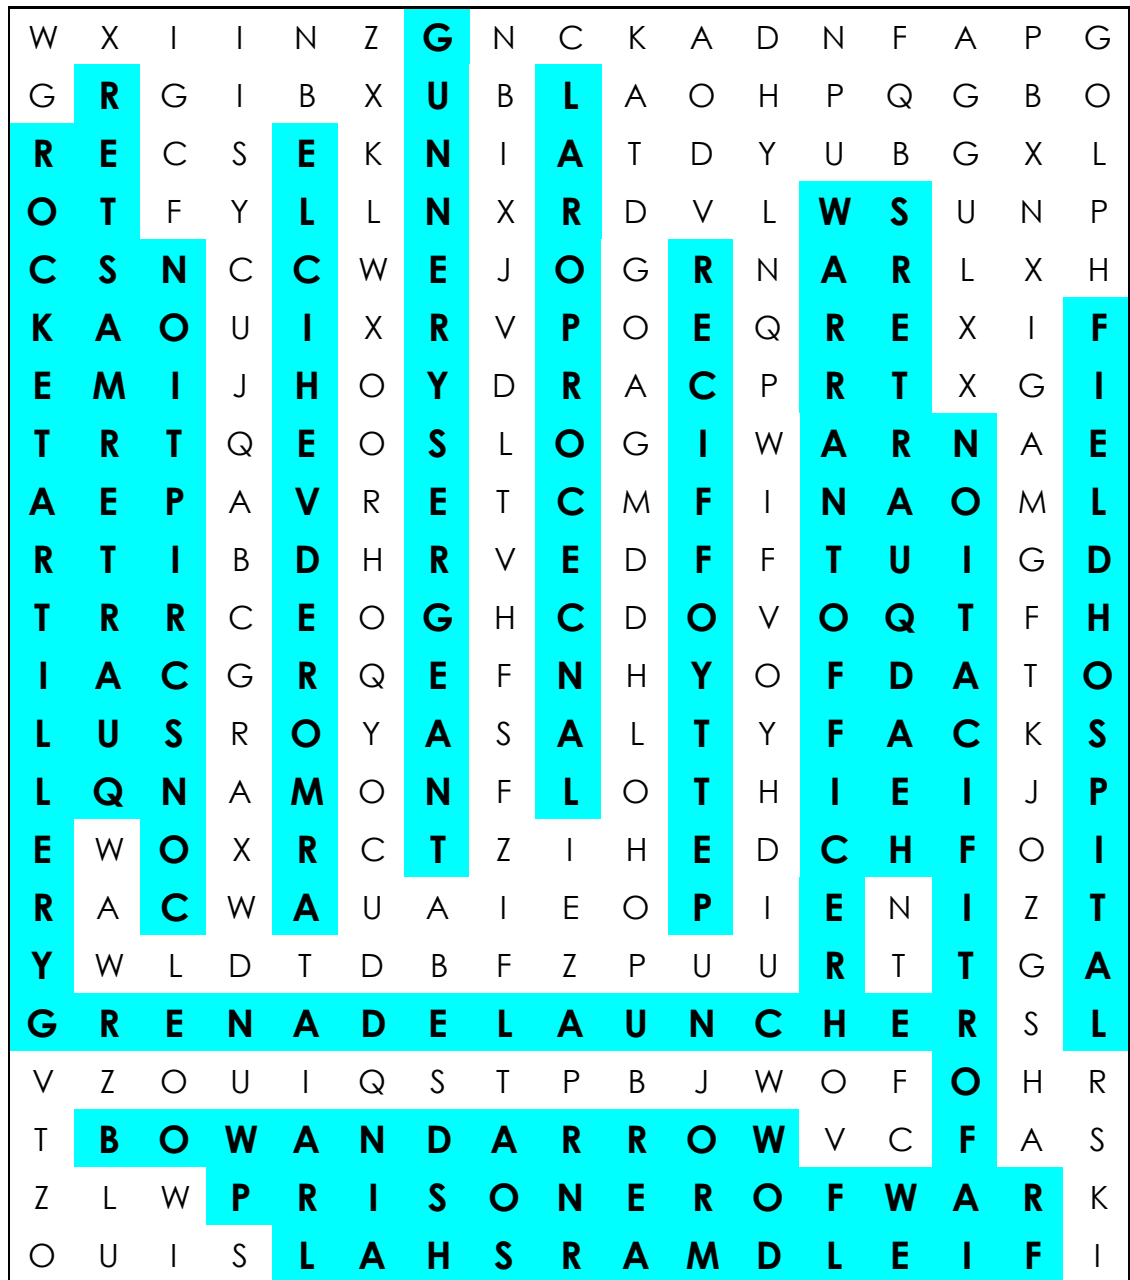 W X I I N Z G N C K A D N F A P G
G R G I B X U B L A O H P Q G B O
R E C S E K N I A T D Y U B G X L
O T F Y L L N X R D V L W S U N P
C S N C C W E J O G R N A R L X H
K A O U I X R V P O E Q R E X I F
E M I J H O Y D R A C P R T X G I
T R T Q E O S L O G I W A R N A E
A E P A V R E T C M F I N A O M L
R T I B D H R V E D F F T U I G D
T R R C E O G H C D O V O Q T F H
I A C G R Q E F N H Y O F D A T O
L U S R O Y A S A L T Y F A C K S
L Q N A M O N F L O T H I E I J P
E W O X R C T Z I H E D C H F O I
R A C W A U A I E O P I E N I Z T
Y W L D T D B F Z P U U R T T G A
G R E N A D E L A U N C H E R S L
V Z O U I Q S T P B J W O F O H R
T B O W A N D A R R O W V C F A S
Z L W P R I S O N E R O F W A R K
O U I S L A H S R A M D L E I F I